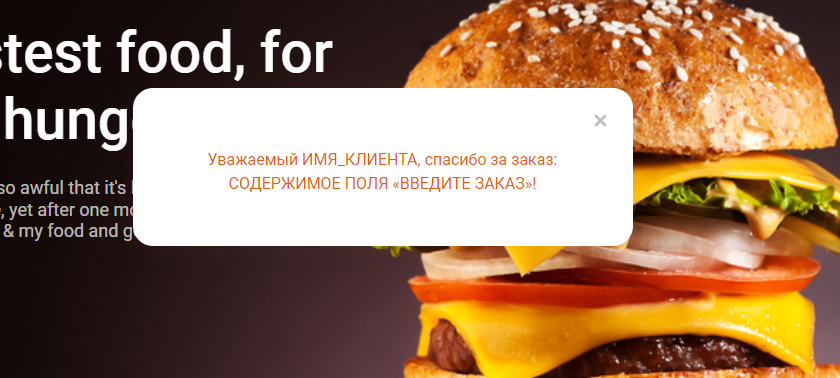 stest food, for
hung
Уважаемый ИМЯ_КЛИЕНТА, спасибо за заказ:
СОДЕРЖИМОЕ ПОЛЯ «ВВЕДИТЕ ЗАКАЗ»!
so awful that it's
, yet after one mo
& my food and g